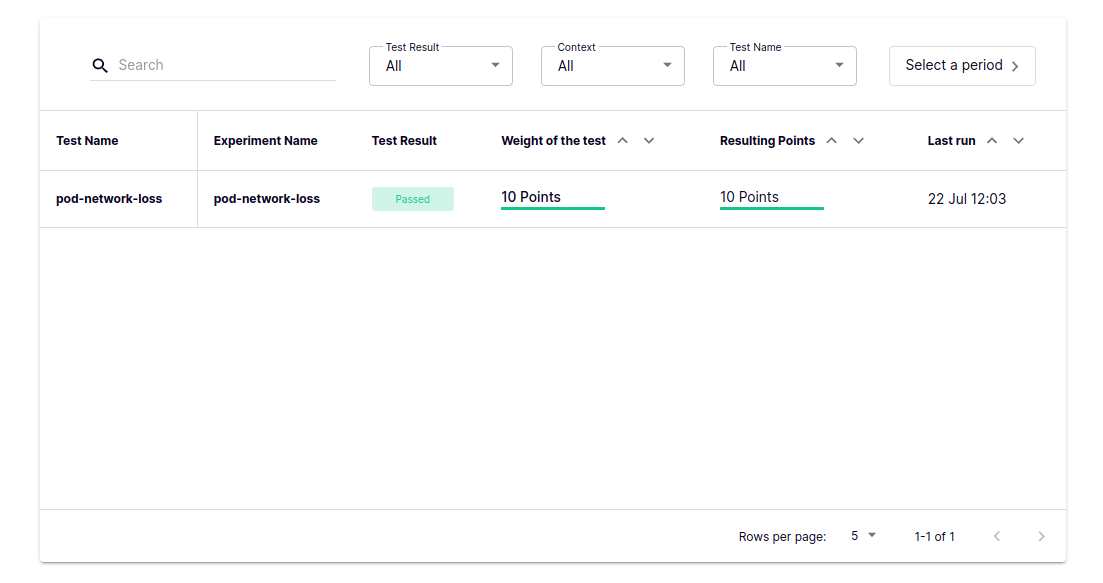 Search
Test Result
All
Context
All
Test Name
All
Select a period
Test Name Experiment Name Test Result Weight of the test Resulting Points Last run
pod-network-loss pod-network-loss Passed 10 Points 10 Points 22 Jul 12:03
Rows per page: 5 1-1 of 1